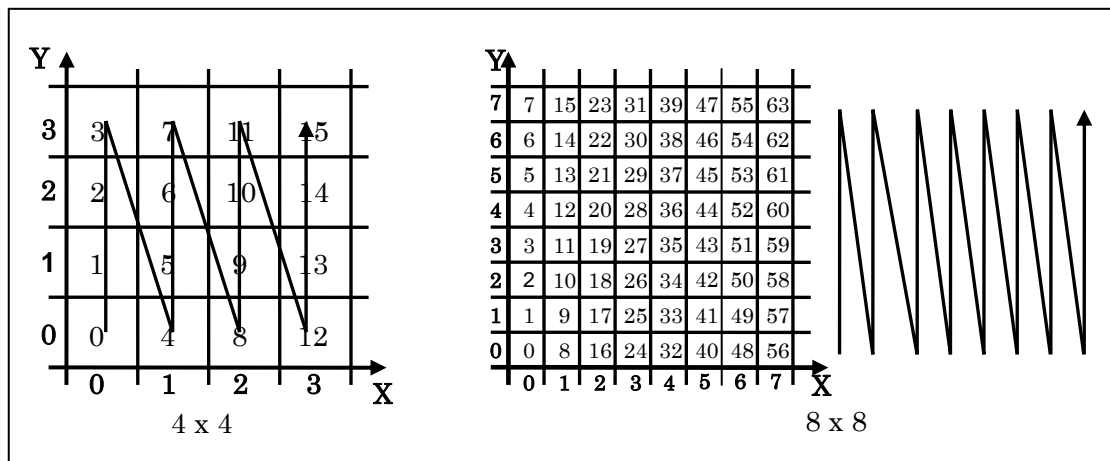 Y
3 3 7 11 15
2 2 6 10 14
1 1 5 9 13
0 0 4 8 12
0 1 2 3
X
4 x 4
Y
7 7 15 23 31 39 47 55 63
6 6 14 22 30 38 46 54 62
5 5 13 21 29 37 45 53 61
4 4 12 20 28 36 44 52 60
3 3 11 19 27 35 43 51 59
2 2 10 18 26 34 42 50 58
1 1 9 17 25 33 41 49 57
0 0 8 16 24 32 40 48 56
0 1 2 3 4 5 6 7
X
8 x 8